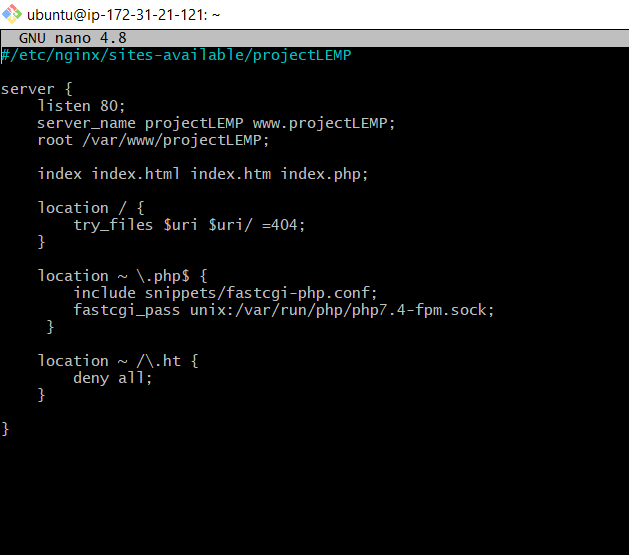 ubuntu@ip-172-31-21-121: ~
GNU nano 4.8
#/etc/nginx/sites-available/projectLEMP
server {
    listen 80;
    server_name projectLEMP www.projectLEMP;
    root /var/www/projectLEMP;
    index index.html index.htm index.php;
    location / {
        try_files $uri $uri/ =404;
    }
    location ~ \.php$ {
        include snippets/fastcgi-php.conf;
        fastcgi_pass unix:/var/run/php/php7.4-fpm.sock;
     }
    location ~ /\.ht {
        deny all;
    }
}